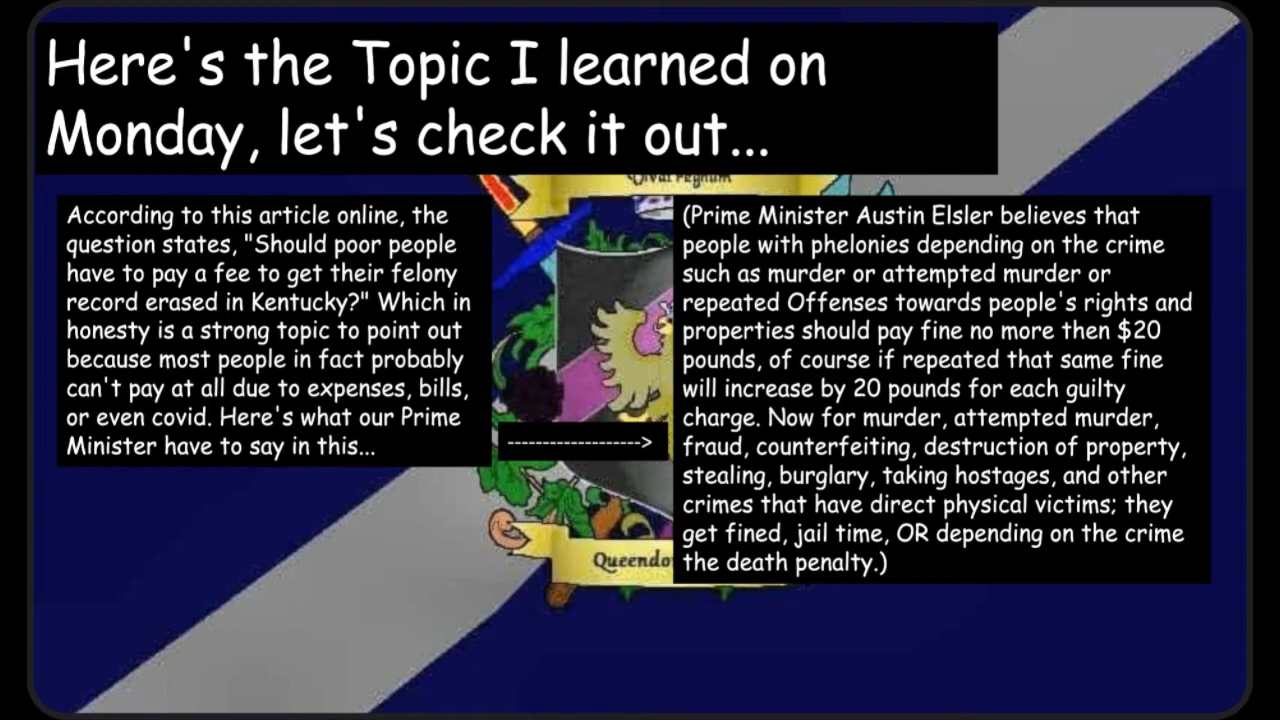 Here's the Topic I learned on
Monday, let's check it out...
According to this article online, the
question states, "Should poor people
have to pay a fee to get their felony
record erased in Kentucky?" Which in
honesty is a strong topic to point out
because most people in fact probably
can't pay at all due to expenses, bills,
or even covid. Here's what our Prime
Minister have to say in this...
------------------->
(Prime Minister Austin Elsler believes that
people with phelonies depending on the crime
such as murder or attempted murder or
repeated Offenses towards people's rights and
properties should pay fine no more then $20
pounds, of course if repeated that same fine
will increase by 20 pounds for each guilty
charge. Now for murder, attempted murder,
fraud, counterfeiting, destruction of property,
stealing, burglary, taking hostages, and other
crimes that have direct physical victims; they
get fined, jail time, OR depending on the crime
the death penalty.)